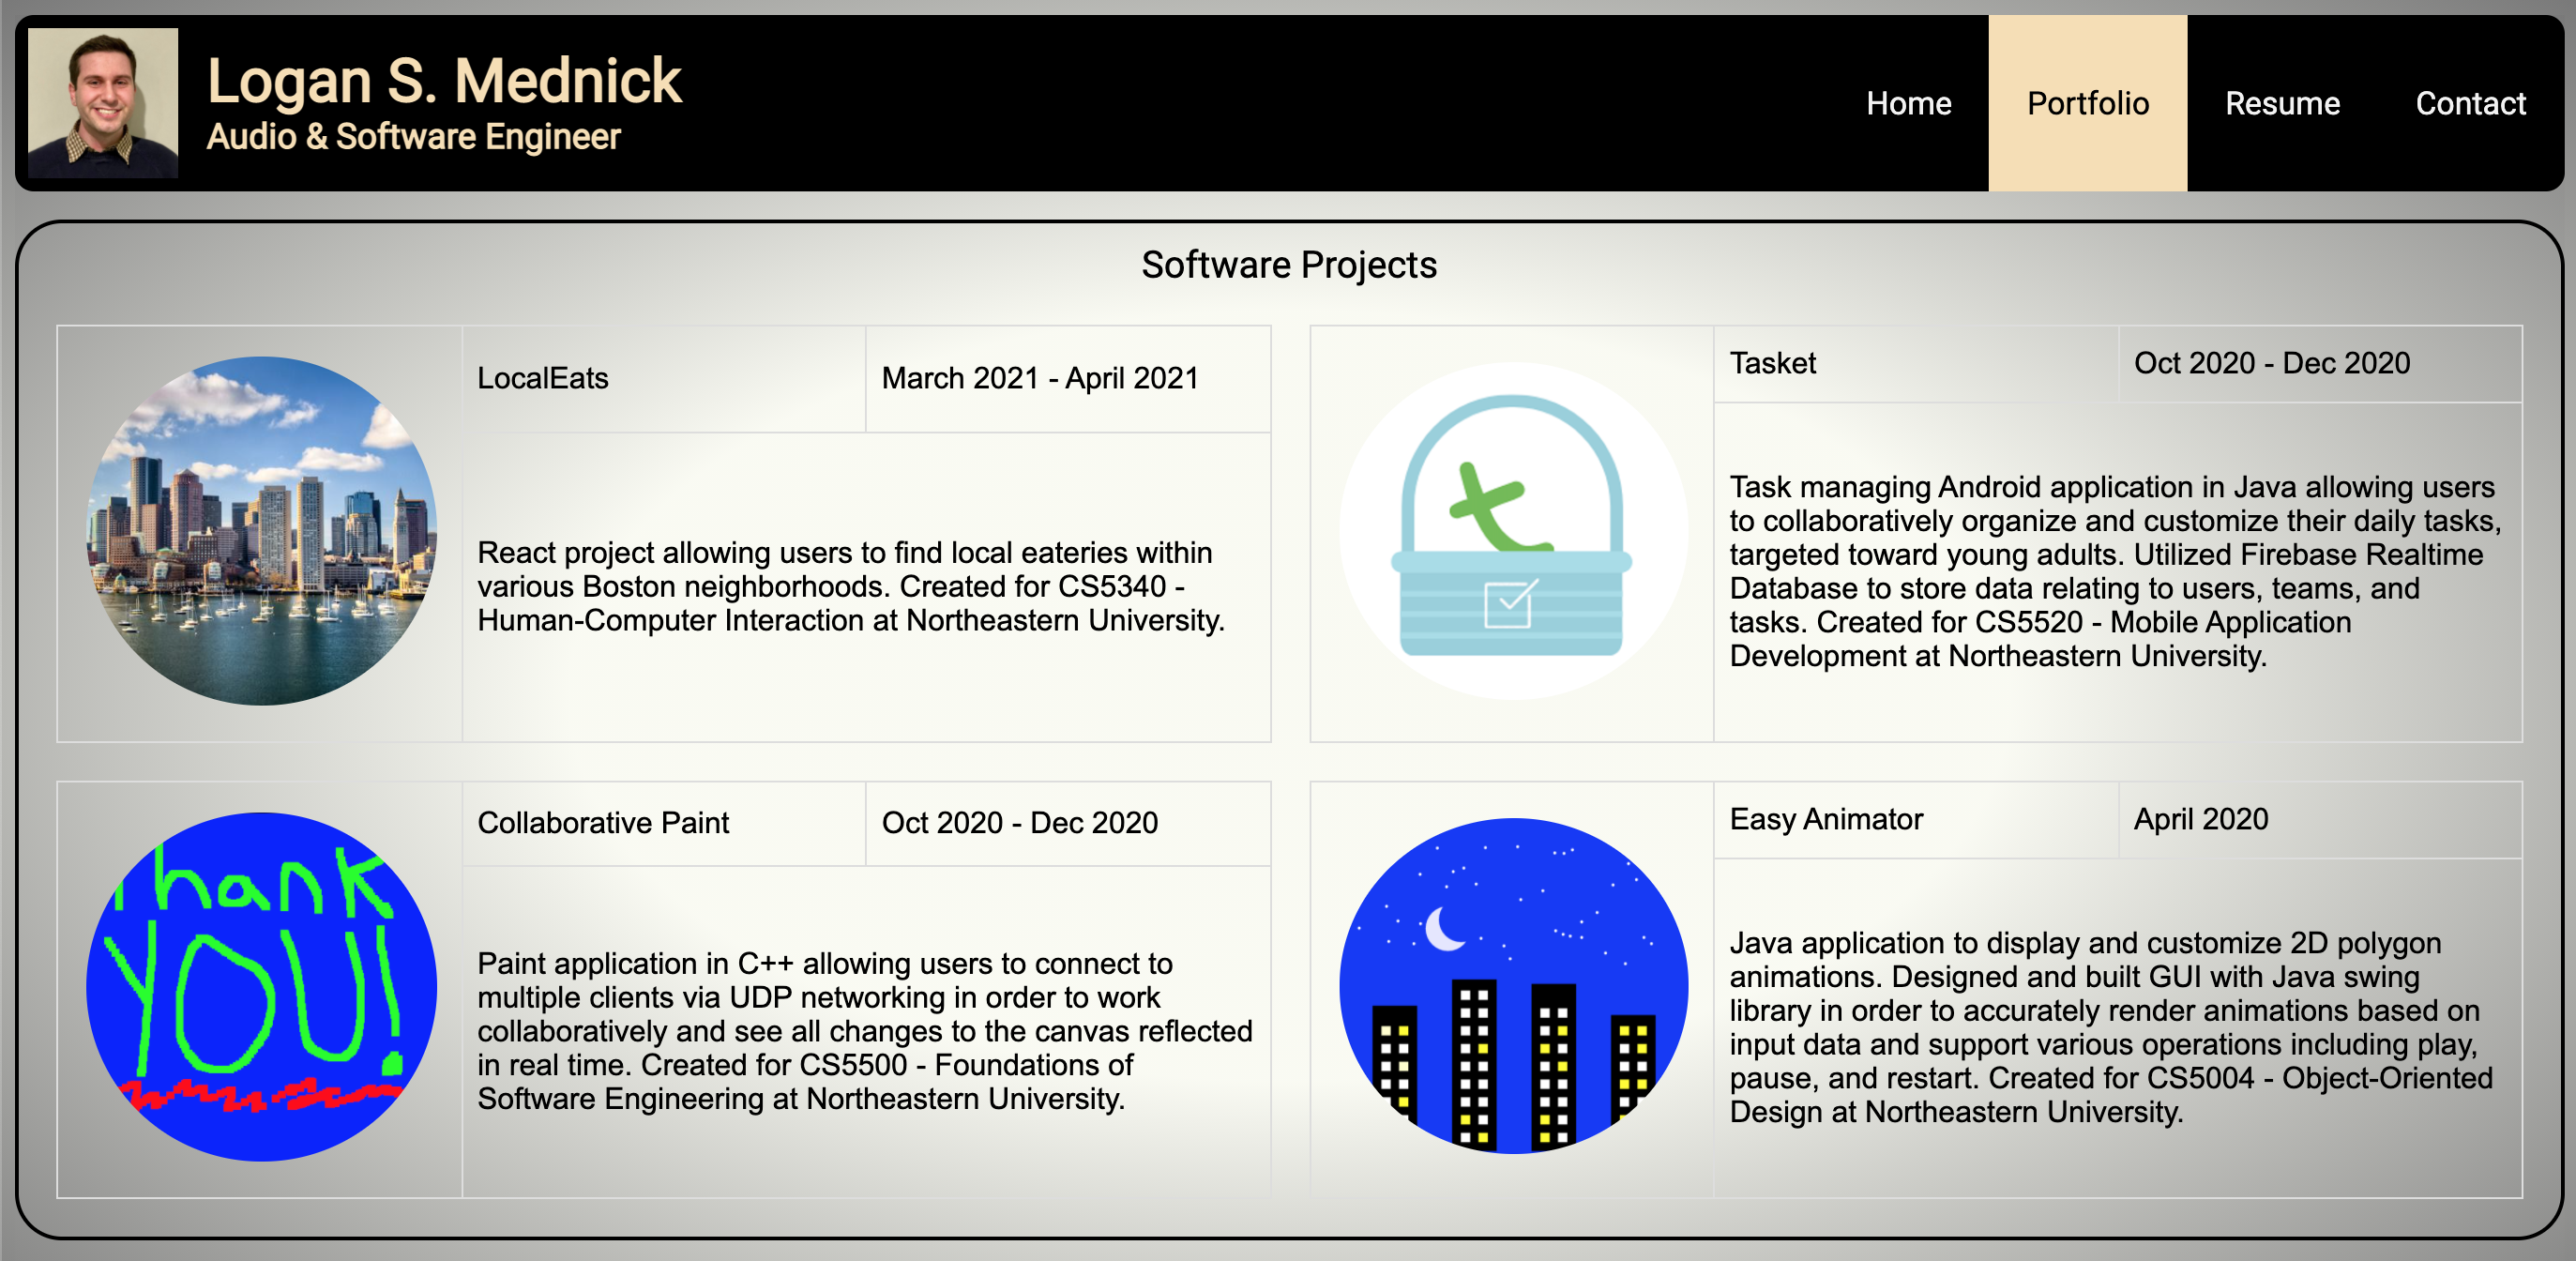 Logan S. Mednick
Audio & Software Engineer
Home
Portfolio
Resume
Contact
Software Projects
LocalEats
March 2021 - April 2021
React project allowing users to find local eateries within
various Boston neighborhoods. Created for CS5340 -
Human-Computer Interaction at Northeastern University.
Tasket
Oct 2020 - Dec 2020
Task managing Android application in Java allowing users
to collaboratively organize and customize their daily tasks,
targeted toward young adults. Utilized Firebase Realtime
Database to store data relating to users, teams, and
tasks. Created for CS5520 - Mobile Application
Development at Northeastern University.
Thank
YOU!
Collaborative Paint
Oct 2020 - Dec 2020
Paint application in C++ allowing users to connect to
multiple clients via UDP networking in order to work
collaboratively and see all changes to the canvas reflected
in real time. Created for CS5500 - Foundations of
Software Engineering at Northeastern University.
Easy Animator
April 2020
Java application to display and customize 2D polygon
animations. Designed and built GUI with Java swing
library in order to accurately render animations based on
input data and support various operations including play,
pause, and restart. Created for CS5004 - Object-Oriented
Design at Northeastern University.